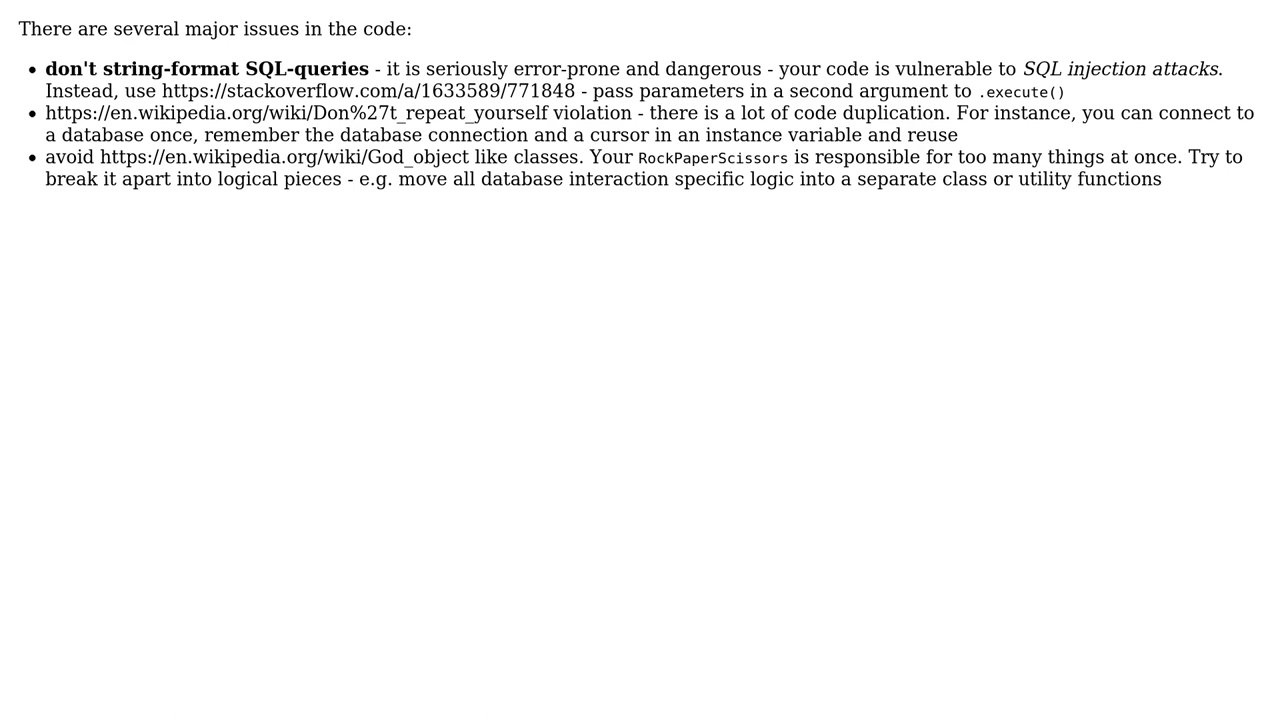 There are several major issues in the code:
• don't string-format SQL-queries - it is seriously error-prone and dangerous - your code is vulnerable to SQL injection attacks.
Instead, use https://stackoverflow.com/a/1633589/771848 - pass parameters in a second argument to .execute()
• https://en.wikipedia.org/wiki/Don%27t_repeat_yourself violation - there is a lot of code duplication. For instance, you can connect to
a database once, remember the database connection and a cursor in an instance variable and reuse
• avoid https://en.wikipedia.org/wiki/God_object like classes. Your RockPaperScissors is responsible for too many things at once. Try to
break it apart into logical pieces - e.g. move all database interaction specific logic into a separate class or utility functions